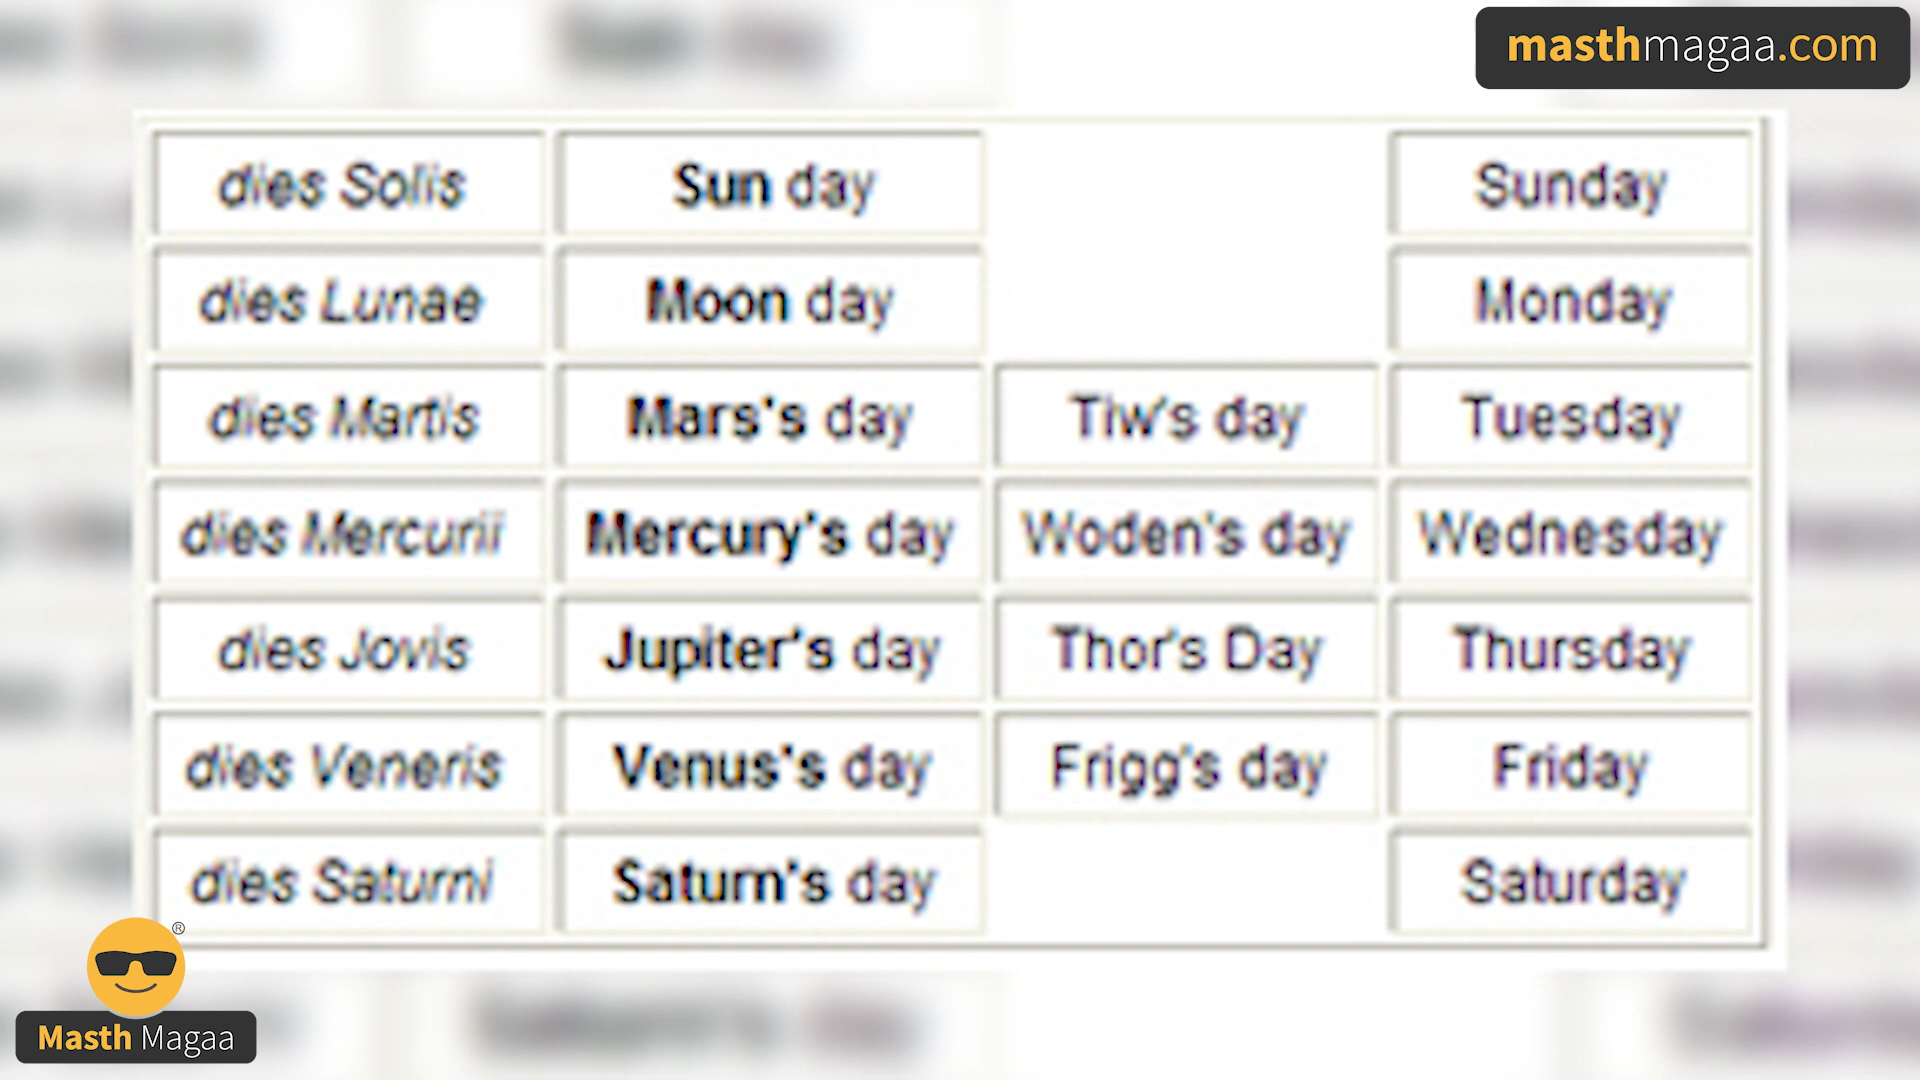 masthmagaa.com
dies Solis Sun day Sunday
dies Lunae Moon day Monday
dies Martis Mars's day Tiw's day Tuesday
dies Mercurii Mercury's day Woden's day Wednesday
dies Jovis Jupiter's day Thor's Day Thursday
dies Veneris Venus's day Frigg's day Friday
dies Saturni Saturn's day Saturday
®
Masth Magaa